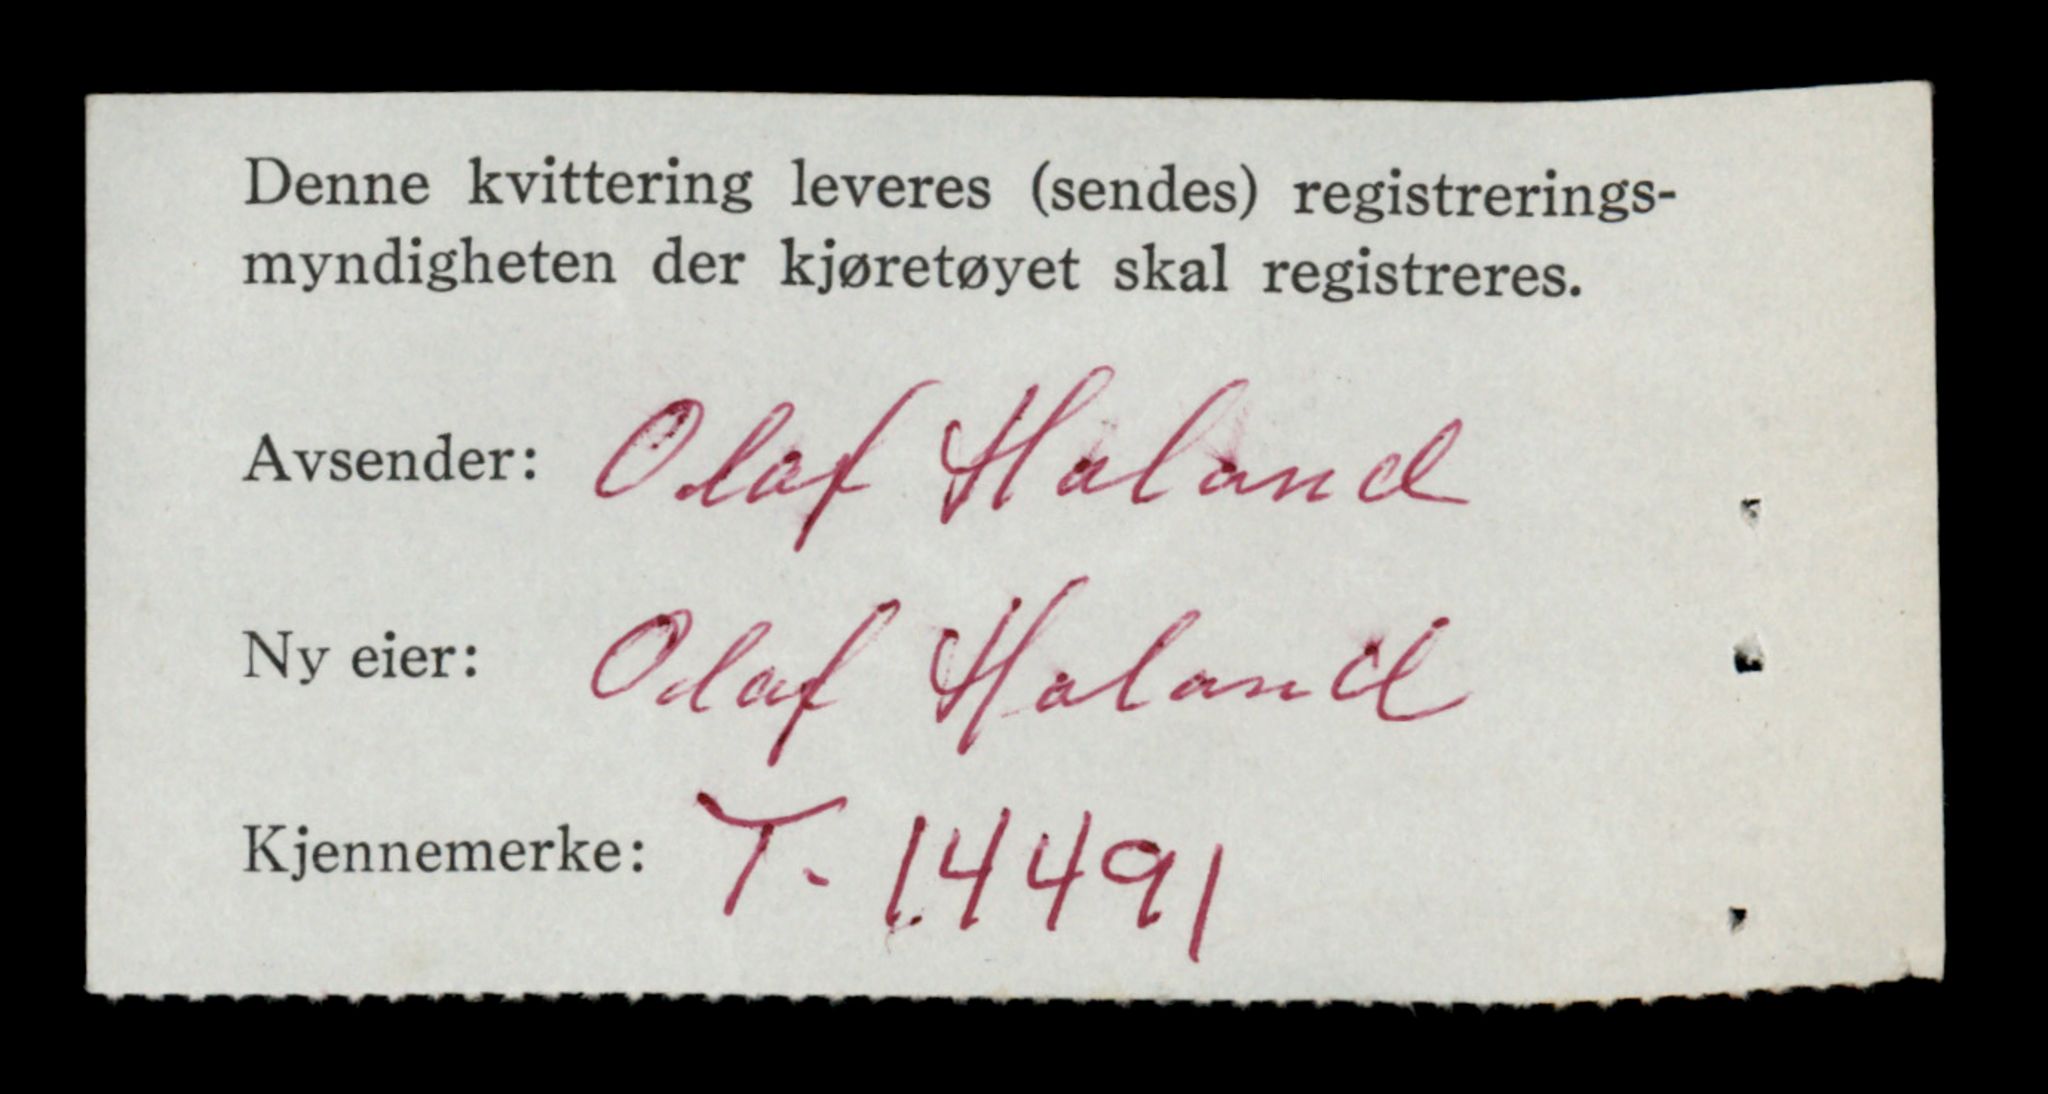 Denne kvittering leveres (sendes) registrerings-
myndigheten der kjøretøyet skal registreres.
Avsender: Olaf Haland
Ny eier: Olaf Haland
Kjennemerke: T-14491